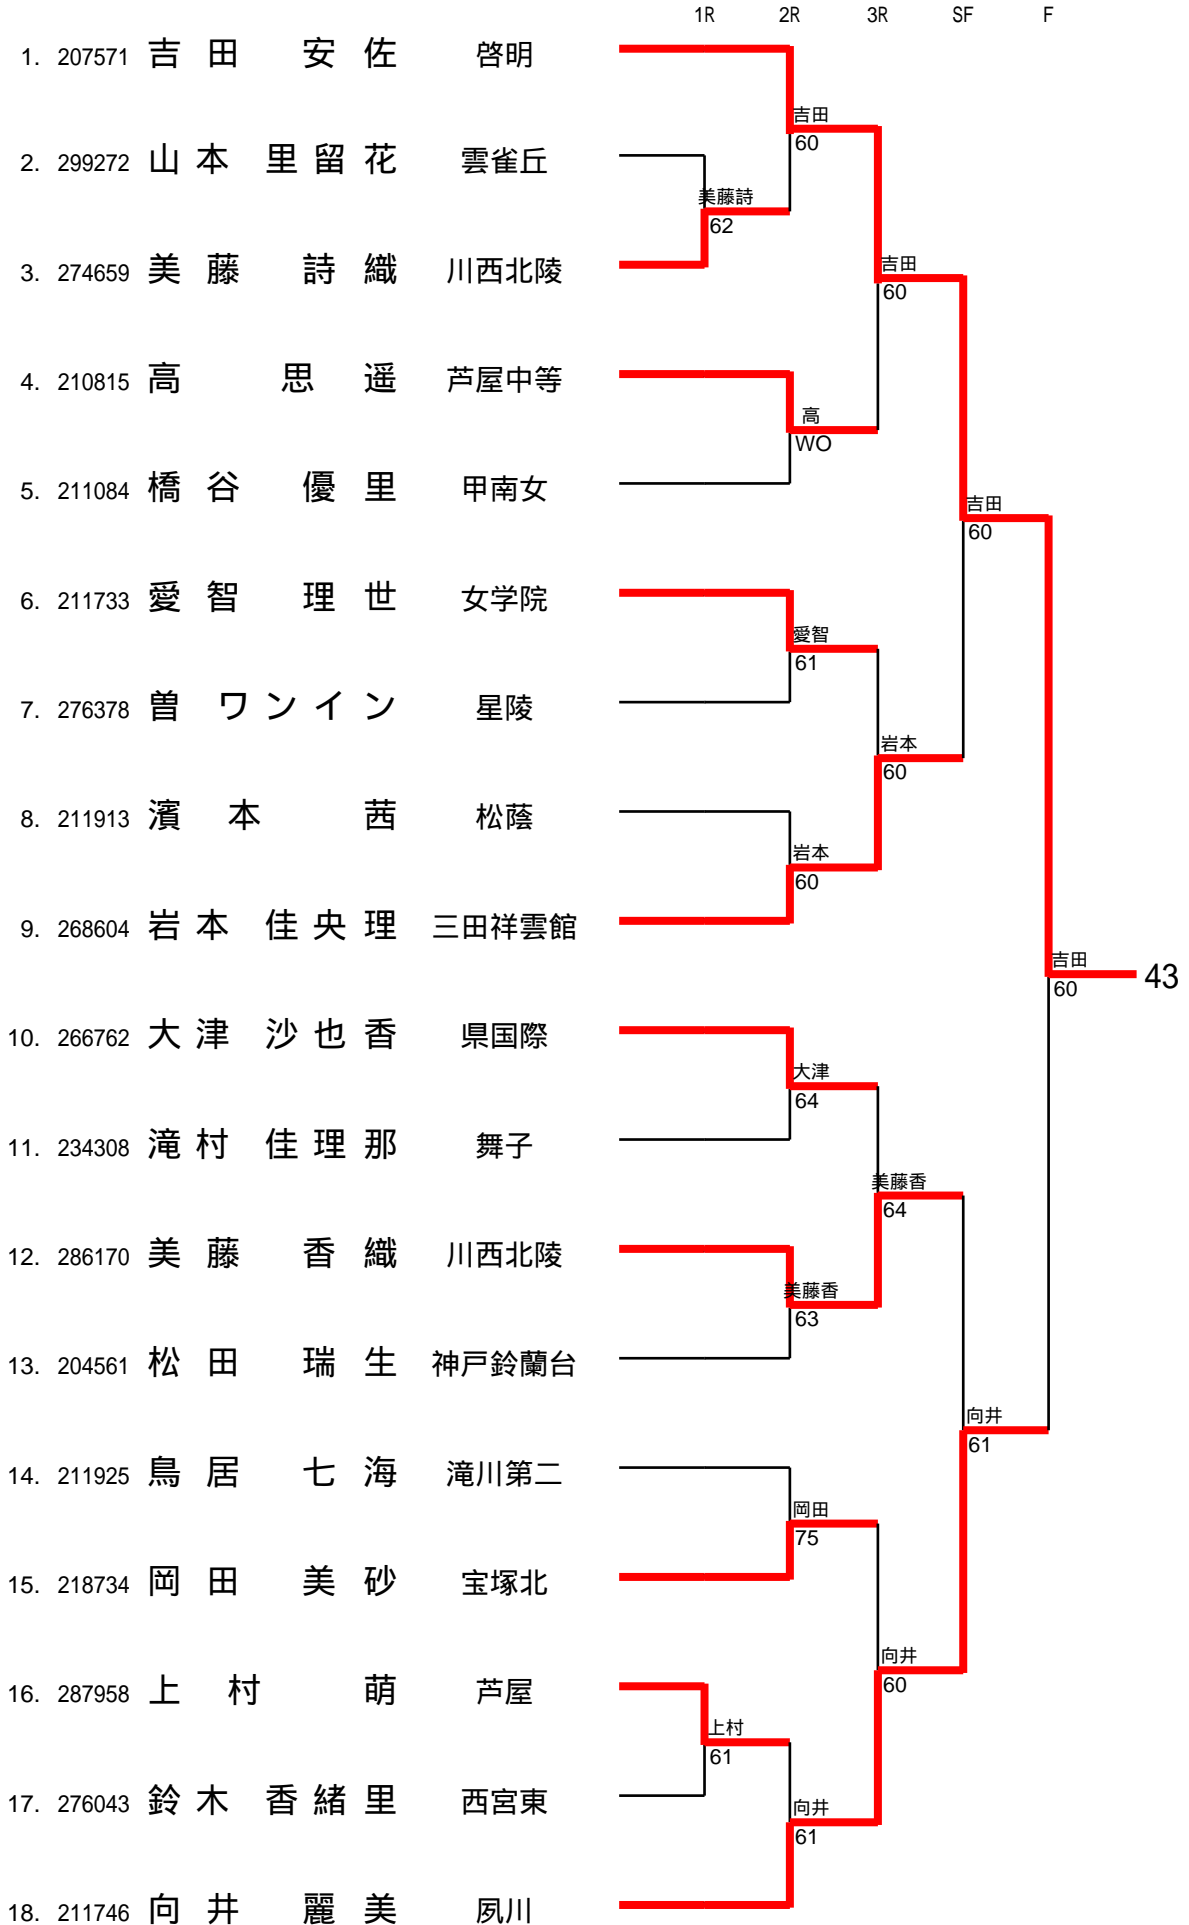 1R 2R 3R SF F
1. 207571 吉田 安佐 啓明
吉田
60
2. 299272 山本 里留花 雲雀丘
美藤詩
62
3. 274659 美藤 詩織 川西北陵
吉田
60
4. 210815 高 思遥 芦屋中等
高
WO
5. 211084 橋谷 優里 甲南女
吉田
60
6. 211733 愛智 理世 女学院
愛智
61
7. 276378 曽 ワンイン 星陵
岩本
60
8. 211913 濱本 茜 松蔭
岩本
60
9. 268604 岩本 佳央理 三田祥雲館
吉田
60
43
10. 266762 大津 沙也香 県国際
大津
64
11. 234308 滝村 佳理那 舞子
美藤香
64
12. 286170 美藤 香織 川西北陵
美藤香
63
13. 204561 松田 瑞生 神戸鈴蘭台
向井
61
14. 211925 鳥居 七海 滝川第二
岡田
75
15. 218734 岡田 美砂 宝塚北
向井
60
16. 287958 上村 萌 芦屋
上村
61
17. 276043 鈴木 香緒里 西宮東
向井
61
18. 211746 向井 麗美 夙川